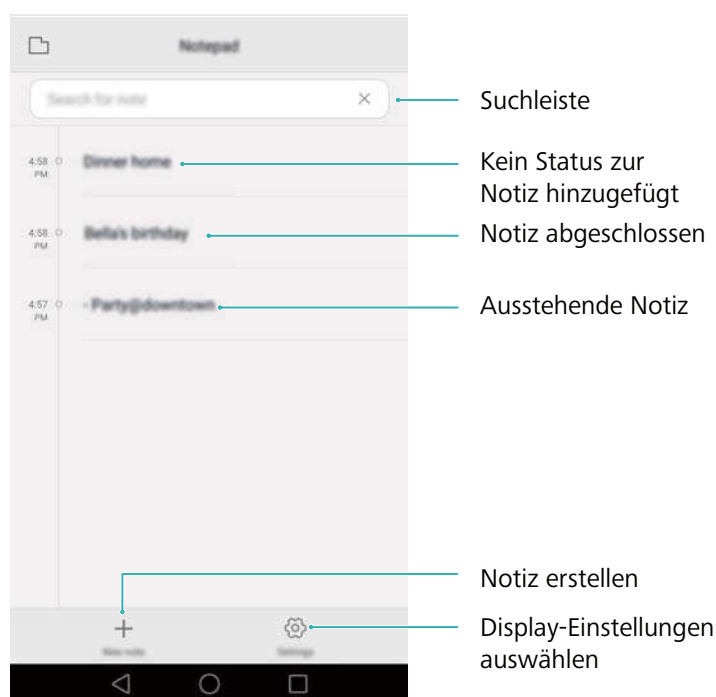 Notepad
Search for note
Suchleiste
4:58
PM
Dinner home
Kein Status zur
Notiz hinzugefügt
4:58
PM
Bella's birthday
Notiz abgeschlossen
4:57
PM
- Party@downtown
Ausstehende Notiz
Notiz erstellen
New note
Settings
Display-Einstellungen
auswählen